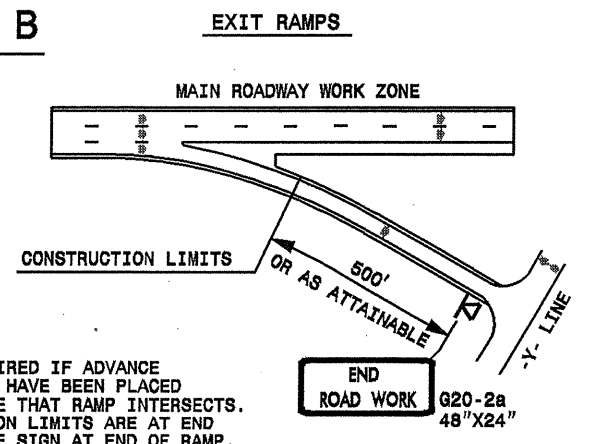 B
EXIT RAMPS
MAIN ROADWAY WORK ZONE
CONSTRUCTION LIMITS
500'
OR AS ATTAINABLE
-Y- LINE
END
ROAD WORK
G20-2a
48"X24"
IRED IF ADVANCE
HAVE BEEN PLACED
E THAT RAMP INTERSECTS.
ON LIMITS ARE AT END
E SIGN AT END OF RAMP.